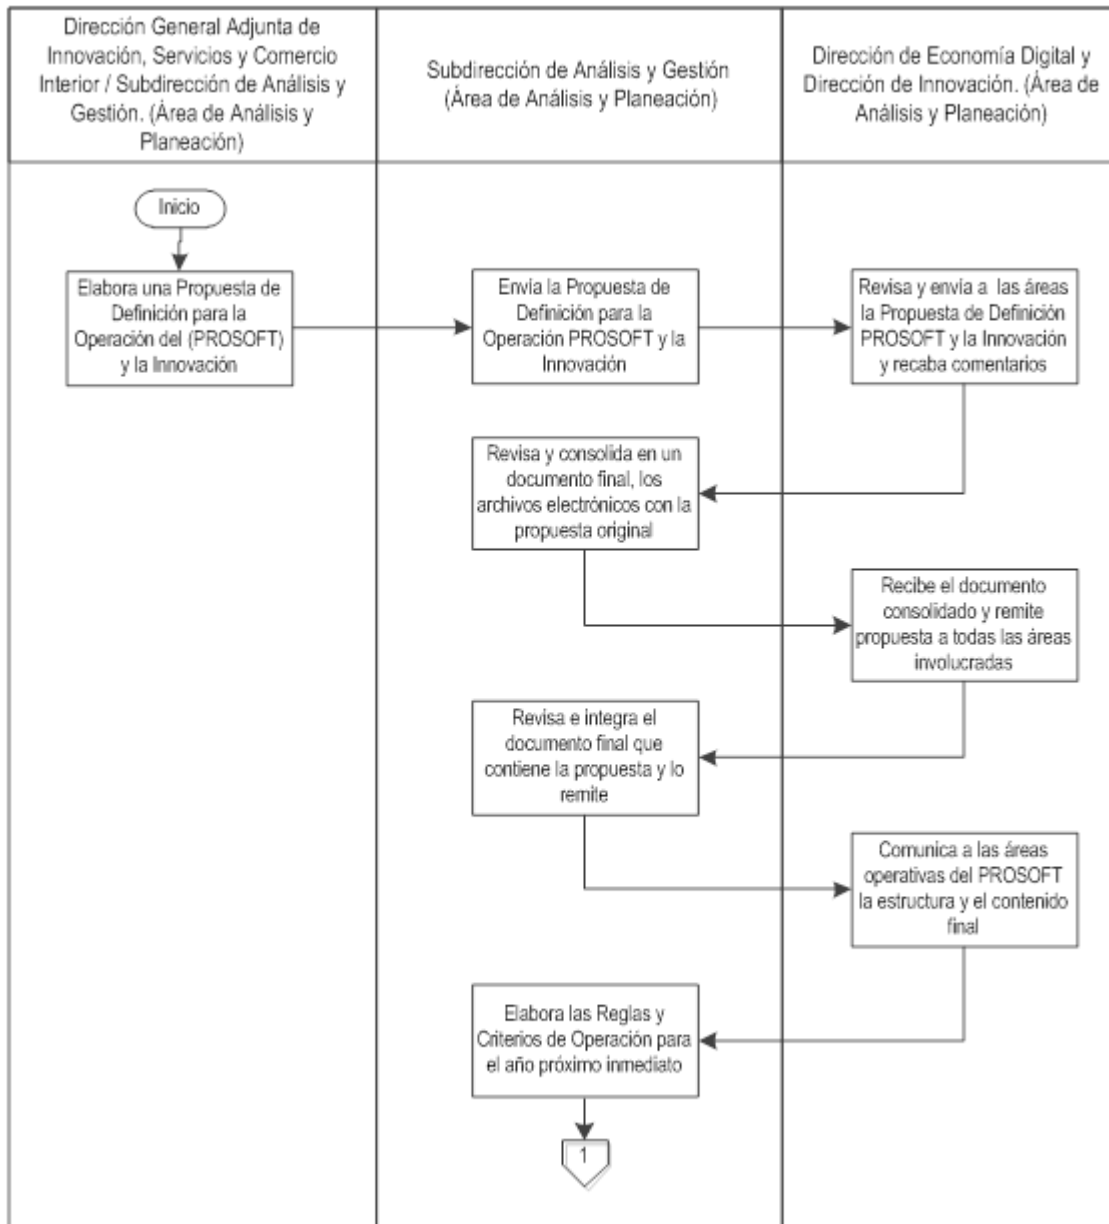 Dirección General Adjunta de
Innovación, Servicios y Comercio
Interior / Subdirección de Análisis y
Gestión. (Área de Análisis y
Planeación)
Subdirección de Análisis y Gestión
(Área de Análisis y Planeación)
Dirección de Economía Digital y
Dirección de Innovación. (Área de
Análisis y Planeación)
Inicio
Elabora una Propuesta de
Definición para la
Operación del (PROSOFT)
y la Innovación
Envía la Propuesta de
Definición para la
Operación PROSOFT y la
Innovación
Revisa y envía a las áreas
la Propuesta de Definición
PROSOFT y la Innovación
y recaba comentarios
Revisa y consolida en un
documento final, los
archivos electrónicos con la
propuesta original
Recibe el documento
consolidado y remite
propuesta a todas las áreas
involucradas
Revisa e integra el
documento final que
contiene la propuesta y lo
remite
Comunica a las áreas
operativas del PROSOFT
la estructura y el contenido
final
Elabora las Reglas y
Criterios de Operación para
el año próximo inmediato
1